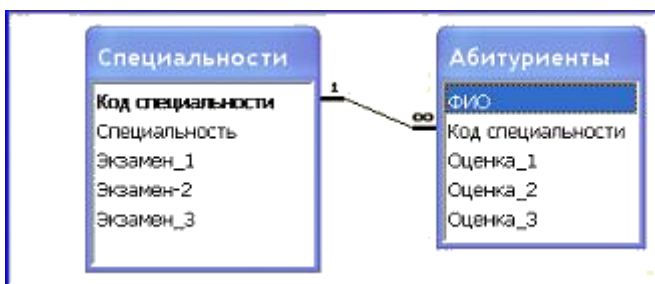 Специальности
Код специальности
Специальность
Экзамен_1
Экзамен-2
Экзамен_3
1
∞
Абитуриенты
ФИО
Код специальности
Оценка_1
Оценка_2
Оценка_3